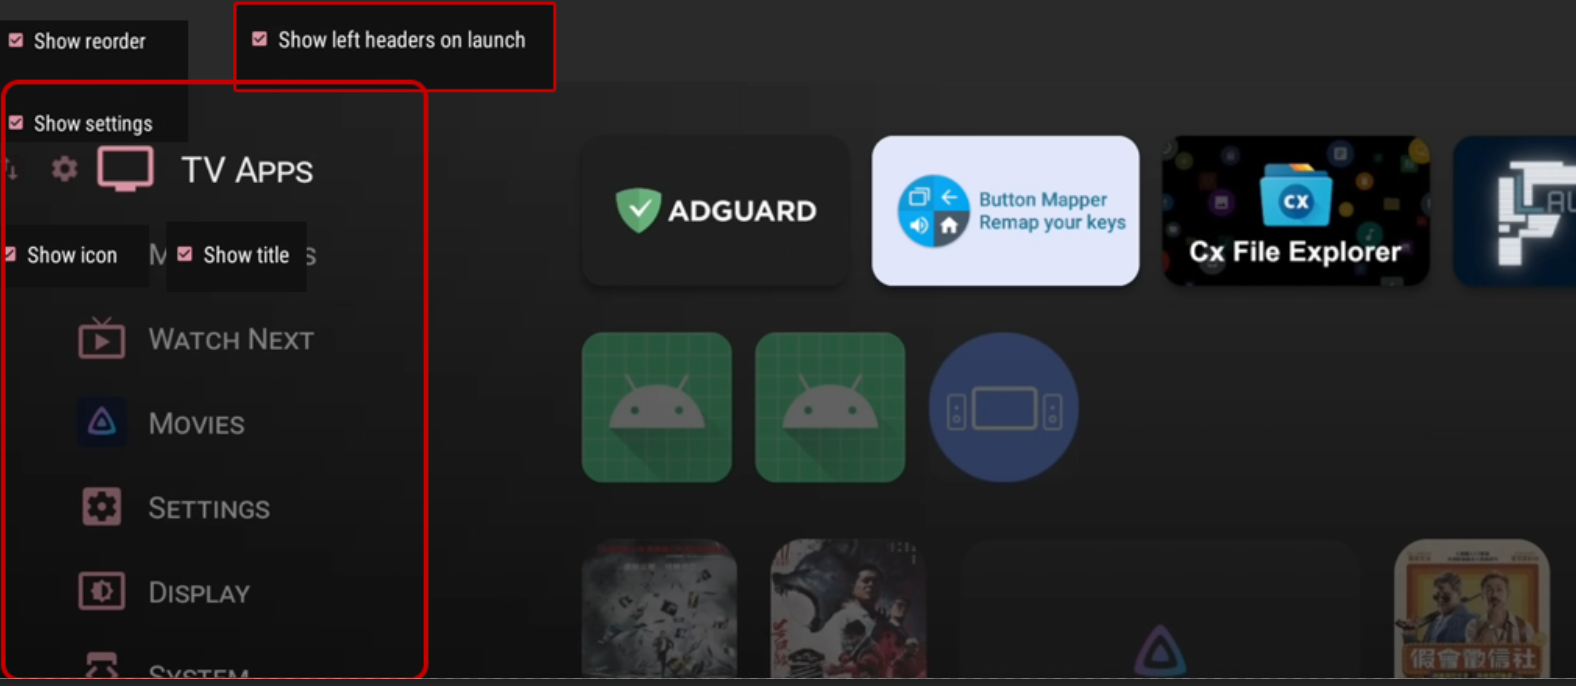 Show reorder
Show left headers on launch
Show settings
TV APPS
Show icon
M
Show title
S
WATCH NEXT
MOVIES
SETTINGS
DISPLAY
SYSTEM
ADGUARD
Button Mapper
Remap your keys
CX
Cx File Explorer
LAU
假會徵信社